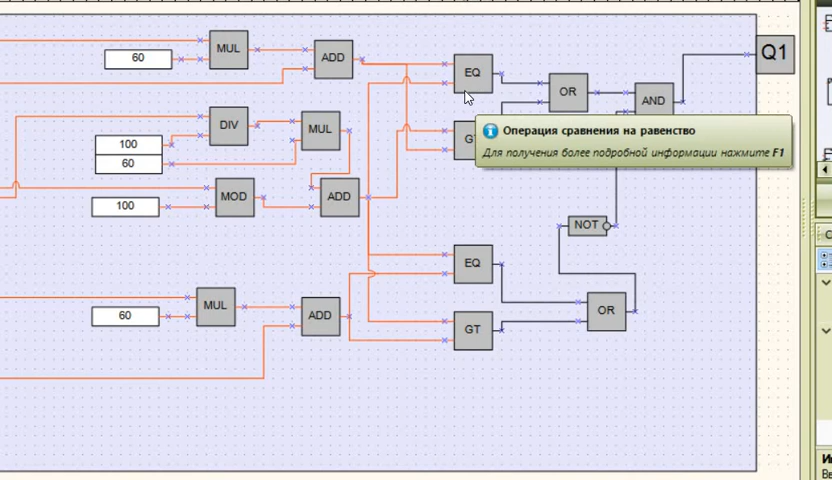 60
MUL
ADD
EQ
OR
AND
Q1
Операция сравнения на равенство
Для получения более подробной информации нажмите F1
100
60
DIV
MUL
100
MOD
ADD
NOT
EQ
60
MUL
ADD
GT
OR